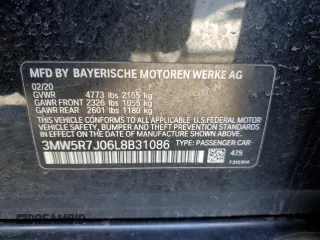 MFD BY BAYERISCHE MOTOREN WERKE AG
02/20
GVWR 4773 lbs 2165 kg
GAWR FRONT 2326 lbs 1055 kg
GAWR REAR 2601 lbs 1180 kg
THIS VEHICLE CONFORMS TO ALL APPLICABLE U.S. FEDERAL MOTOR
VEHICLE SAFETY, BUMPER, AND THEFT PREVENTION STANDARDS IN
EFFECT ON THE DATE OF MANUFACTURE SHOWN ABOVE.
3MW5R7J06L8B31086 TYPE: PASSENGER CAR
475
AUTOBIDMASTER